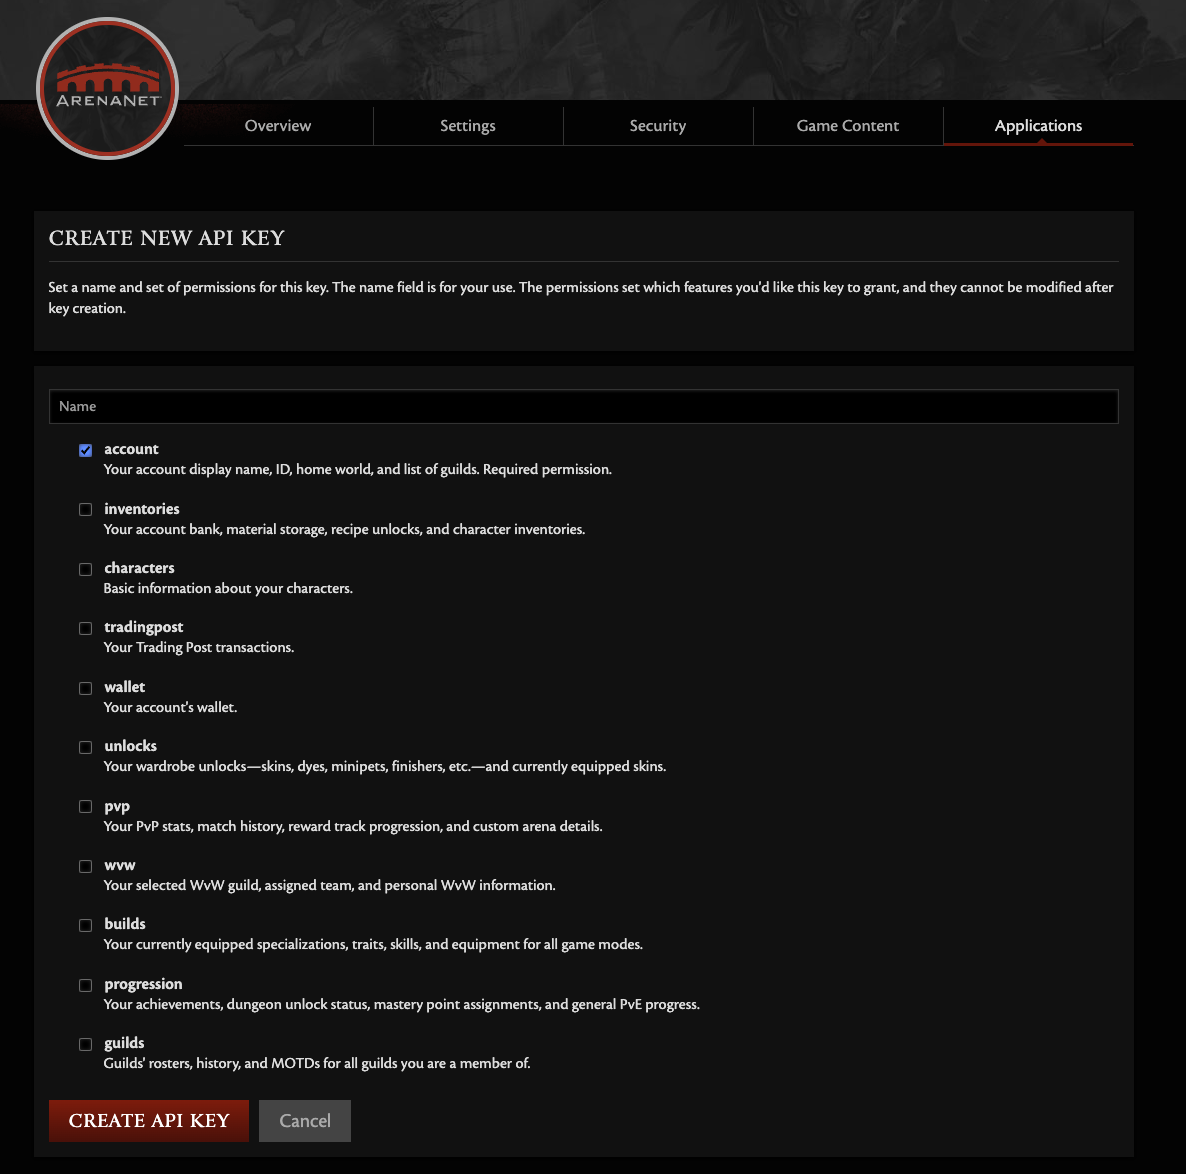 ARENANET
Overview
Settings
Security
Game Content
Applications
CREATE NEW API KEY
Set a name and set of permissions for this key. The name field is for your use. The permissions set which features you'd like this key to grant, and they cannot be modified after
key creation.
Name
account
Your account display name, ID, home world, and list of guilds. Required permission.
inventories
Your account bank, material storage, recipe unlocks, and character inventories.
characters
Basic information about your characters.
tradingpost
Your Trading Post transactions.
wallet
Your account's wallet.
unlocks
Your wardrobe unlocks—skins, dyes, minipets, finishers, etc.—and currently equipped skins.
pvp
Your PvP stats, match history, reward track progression, and custom arena details.
wvw
Your selected WvW guild, assigned team, and personal WvW information.
builds
Your currently equipped specializations, traits, skills, and equipment for all game modes.
progression
Your achievements, dungeon unlock status, mastery point assignments, and general PvE progress.
guilds
Guilds' rosters, history, and MOTDs for all guilds you are a member of.
CREATE API KEY
Cancel